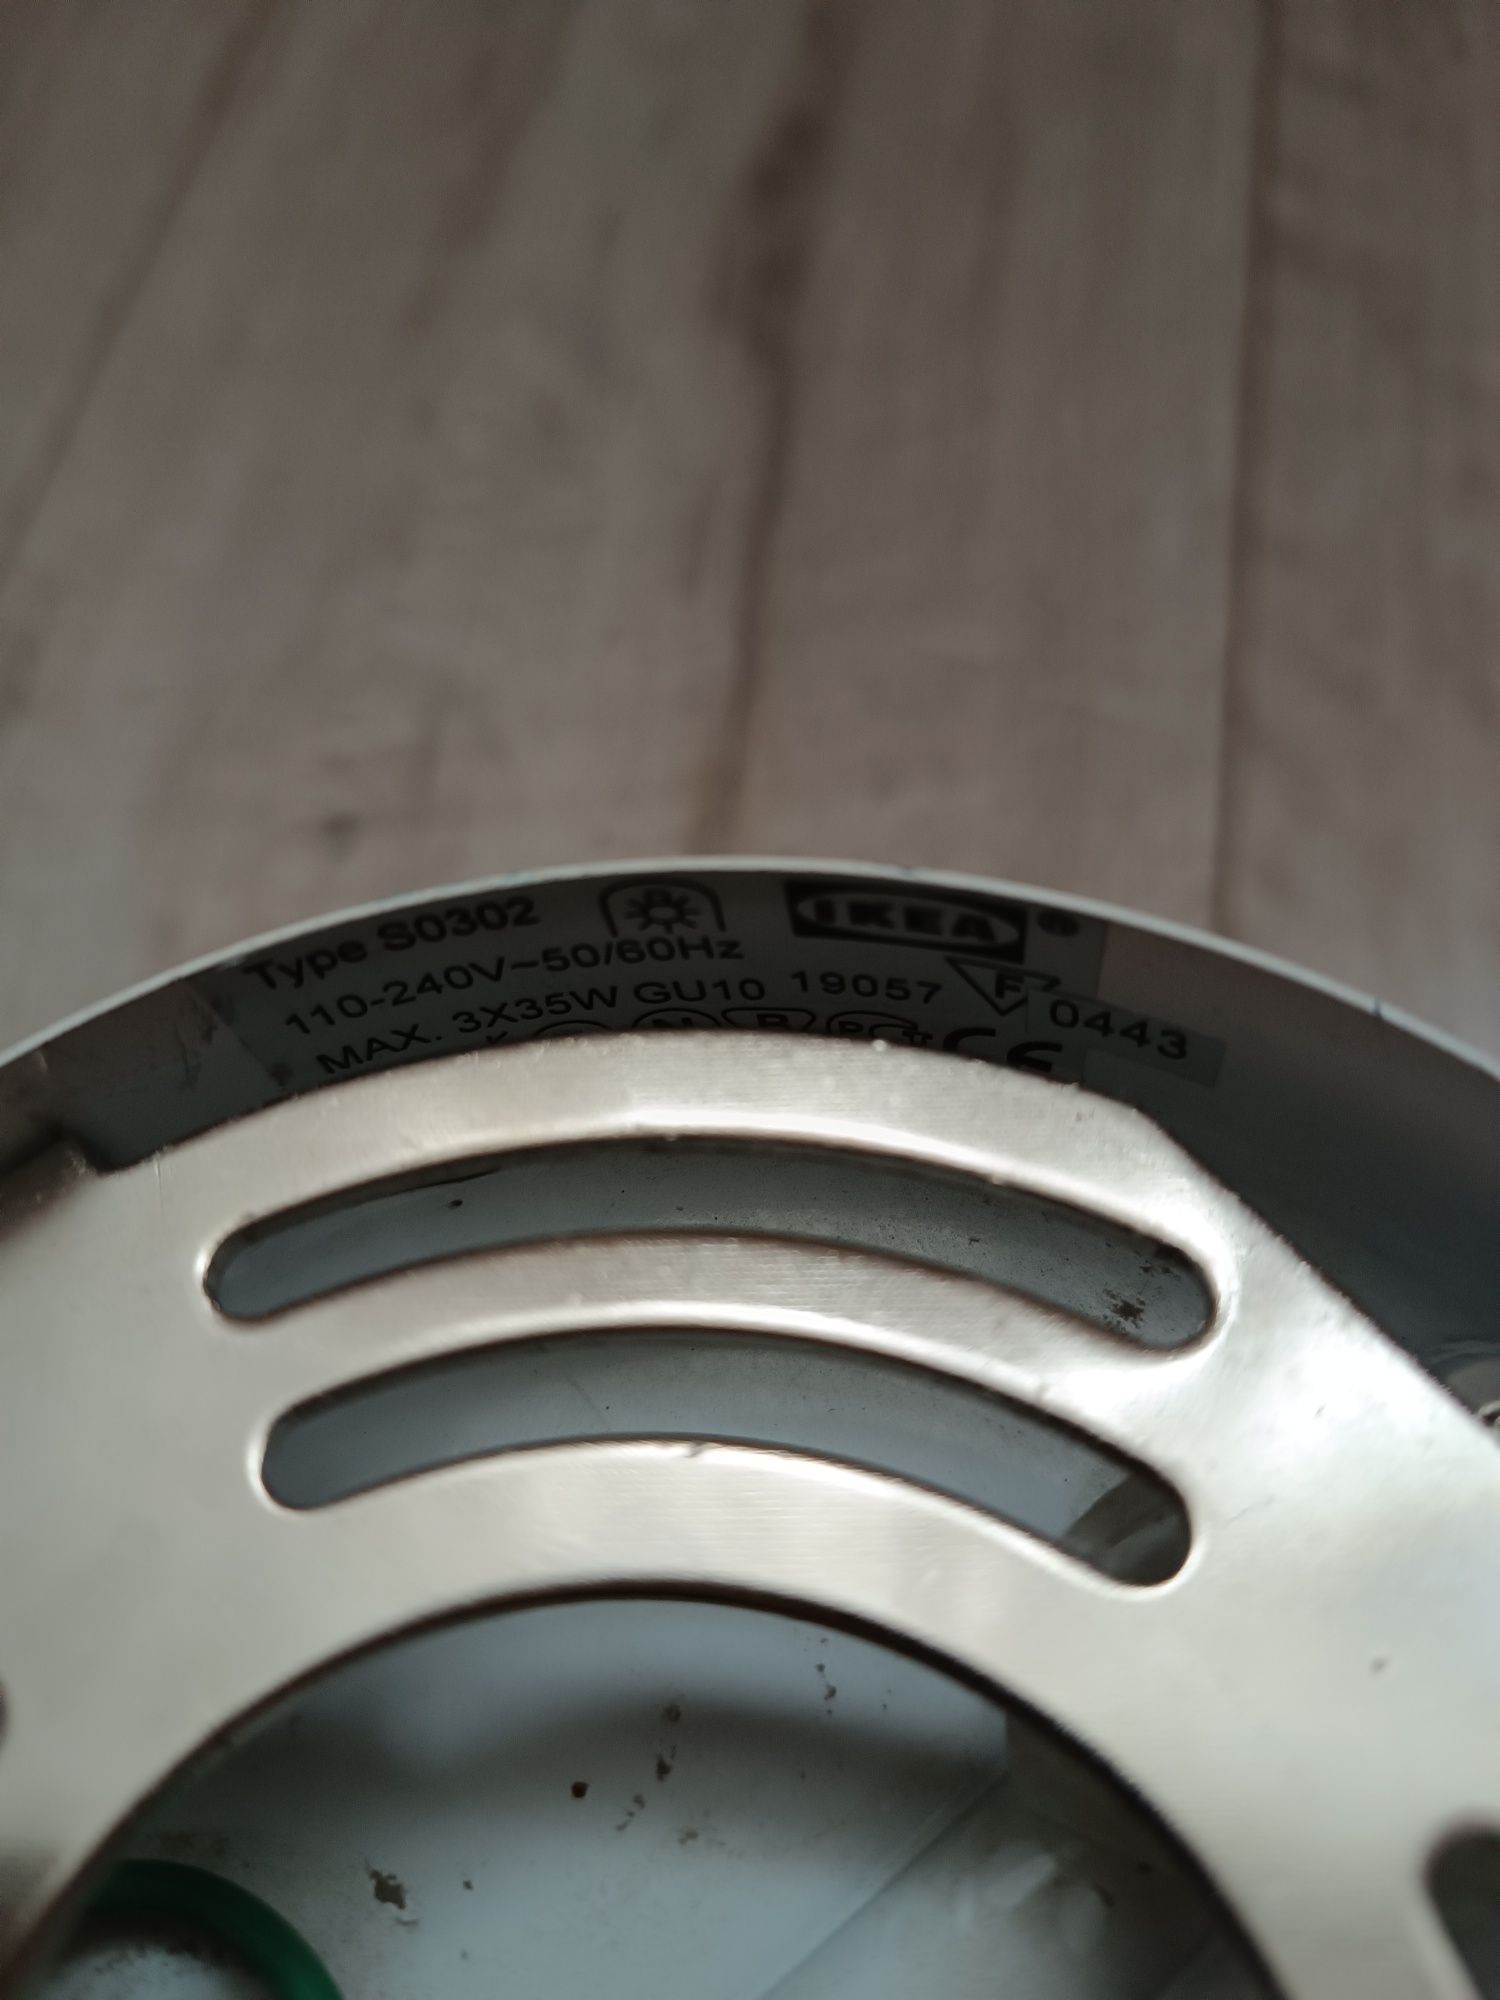 Type S0302 IKEA ®
110-240V~50/60Hz
MAX. 3X35W GU10 19057 F 0443
CE